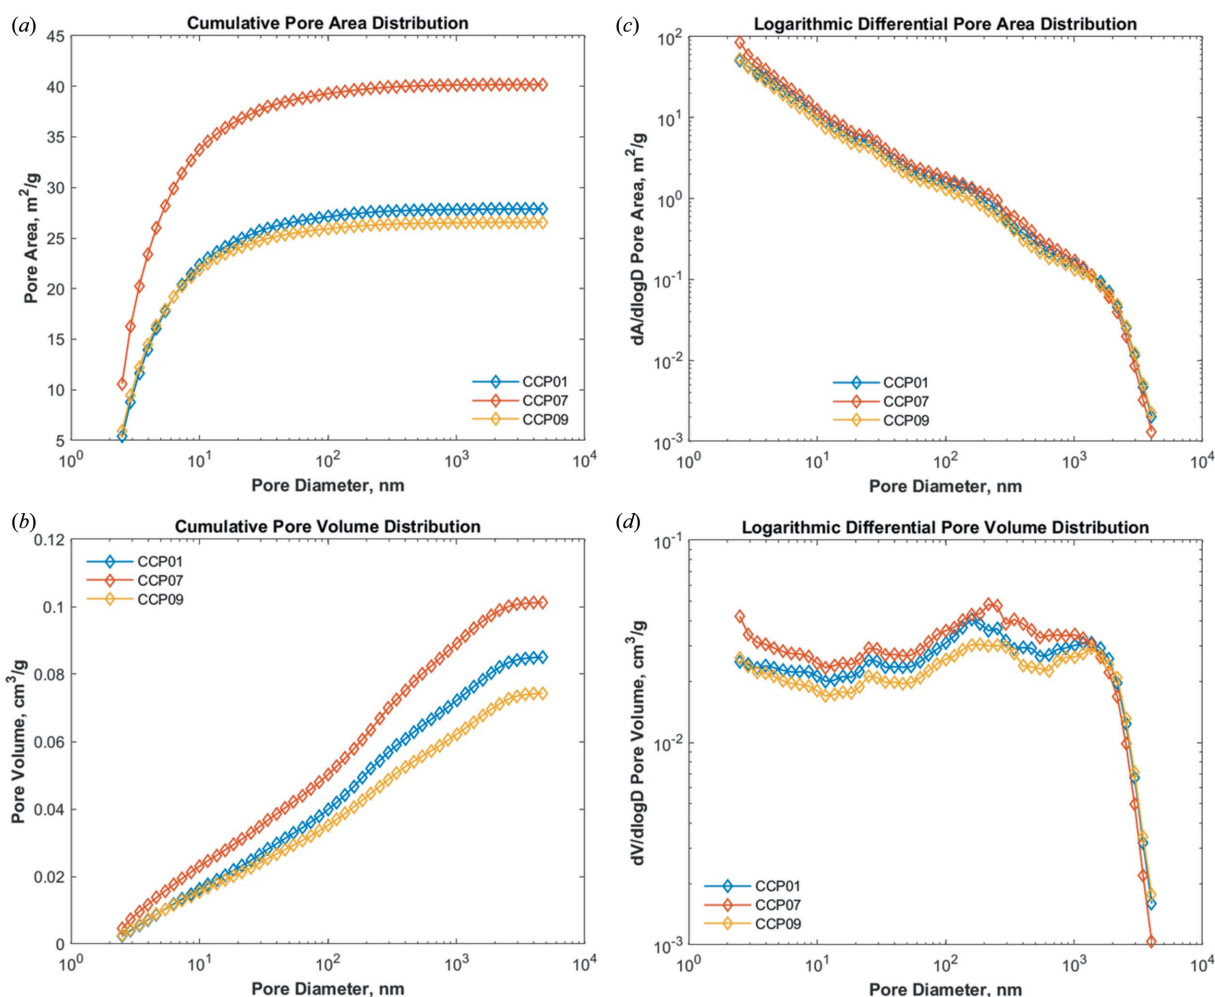 (a)
Cumulative Pore Area Distribution
45
40
35
30
25
20
15
10
5
Pore Area, m²/g
CCP01
CCP07
CCP09
10⁰ 10¹ 10² 10³ 10⁴
Pore Diameter, nm
(c)
Logarithmic Differential Pore Area Distribution
10²
10¹
10⁰
10⁻¹
10⁻²
10⁻³
dA/dlogD Pore Area, m²/g
CCP01
CCP07
CCP09
10⁰ 10¹ 10² 10³ 10⁴
Pore Diameter, nm
(b)
Cumulative Pore Volume Distribution
0.12
0.1
0.08
0.06
0.04
0.02
0
Pore Volume, cm³/g
CCP01
CCP07
CCP09
10⁰ 10¹ 10² 10³ 10⁴
Pore Diameter, nm
(d)
Logarithmic Differential Pore Volume Distribution
10⁻¹
10⁻²
10⁻³
dV/dlogD Pore Volume, cm³/g
CCP01
CCP07
CCP09
10⁰ 10¹ 10² 10³ 10⁴
Pore Diameter, nm